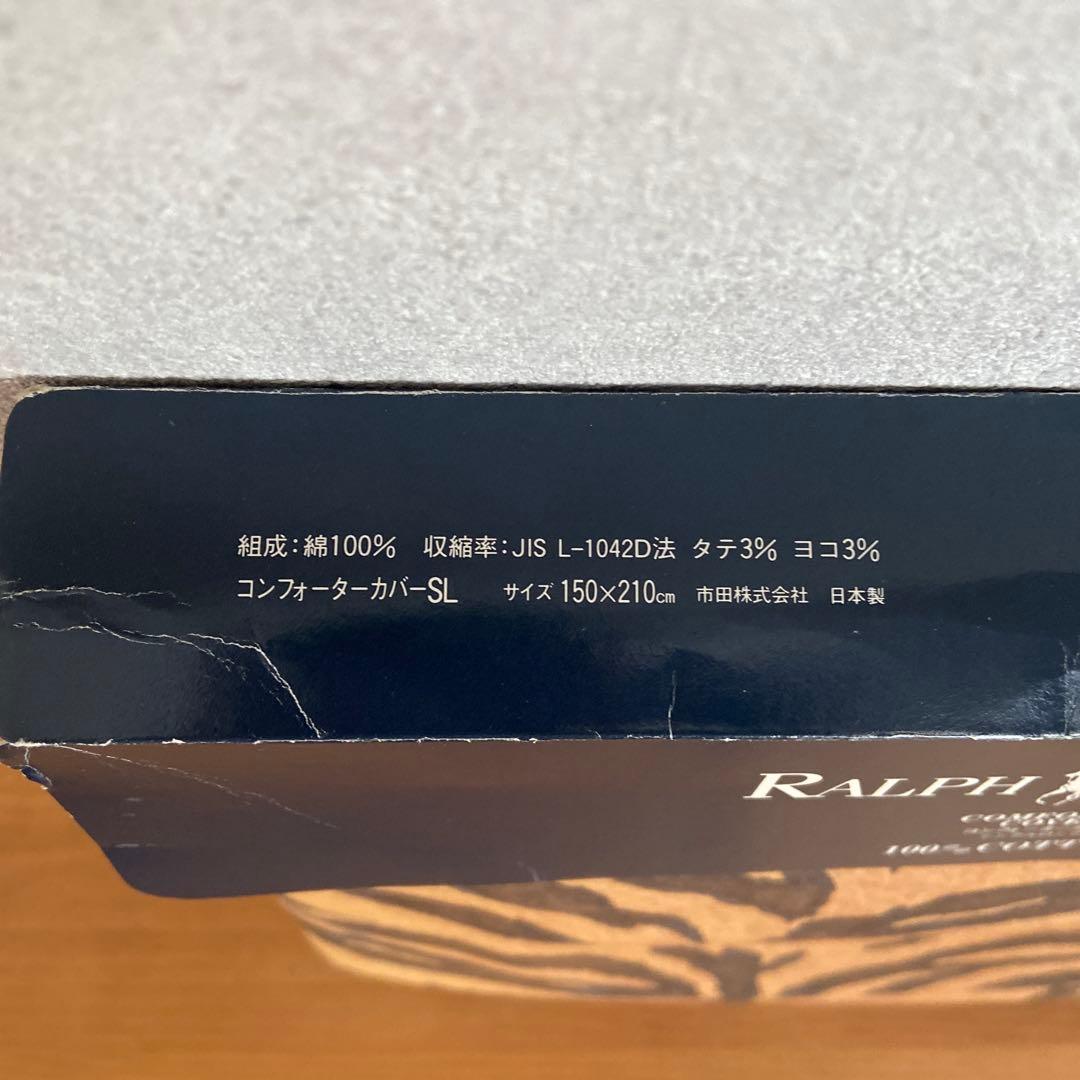 組成：綿100％　収縮率：JIS L-1042D法　タテ3％　ヨコ3％
コンフォーターカバーSL　サイズ 150×210cm　市田株式会社　日本製
RALPH
100%